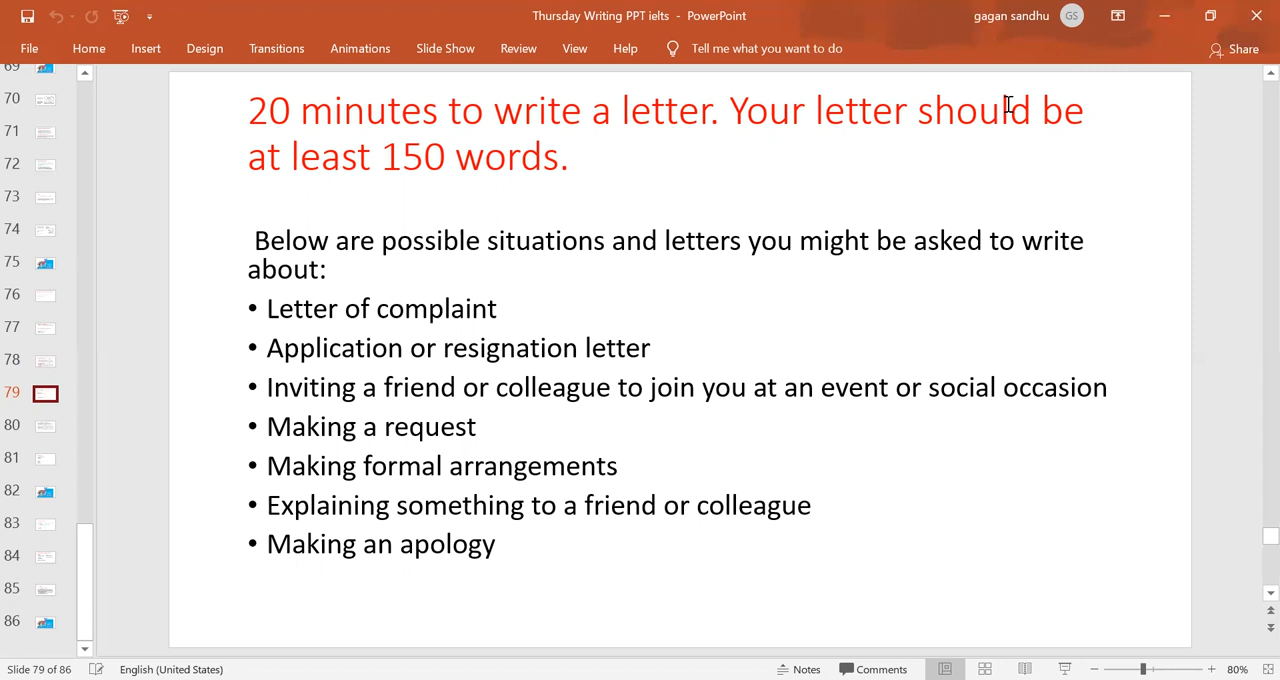 Thursday Writing PPT ielts - PowerPoint
gagan sandhu GS
File Home Insert Design Transitions Animations Slide Show Review View Help Tell me what you want to do Share
69
70
71
72
73
74
75
76
77
78
79
80
81
82
83
84
85
86
20 minutes to write a letter. Your letter should be
at least 150 words.
Below are possible situations and letters you might be asked to write
about:
• Letter of complaint
• Application or resignation letter
• Inviting a friend or colleague to join you at an event or social occasion
• Making a request
• Making formal arrangements
• Explaining something to a friend or colleague
• Making an apology
Slide 79 of 86 English (United States) Notes Comments 80%